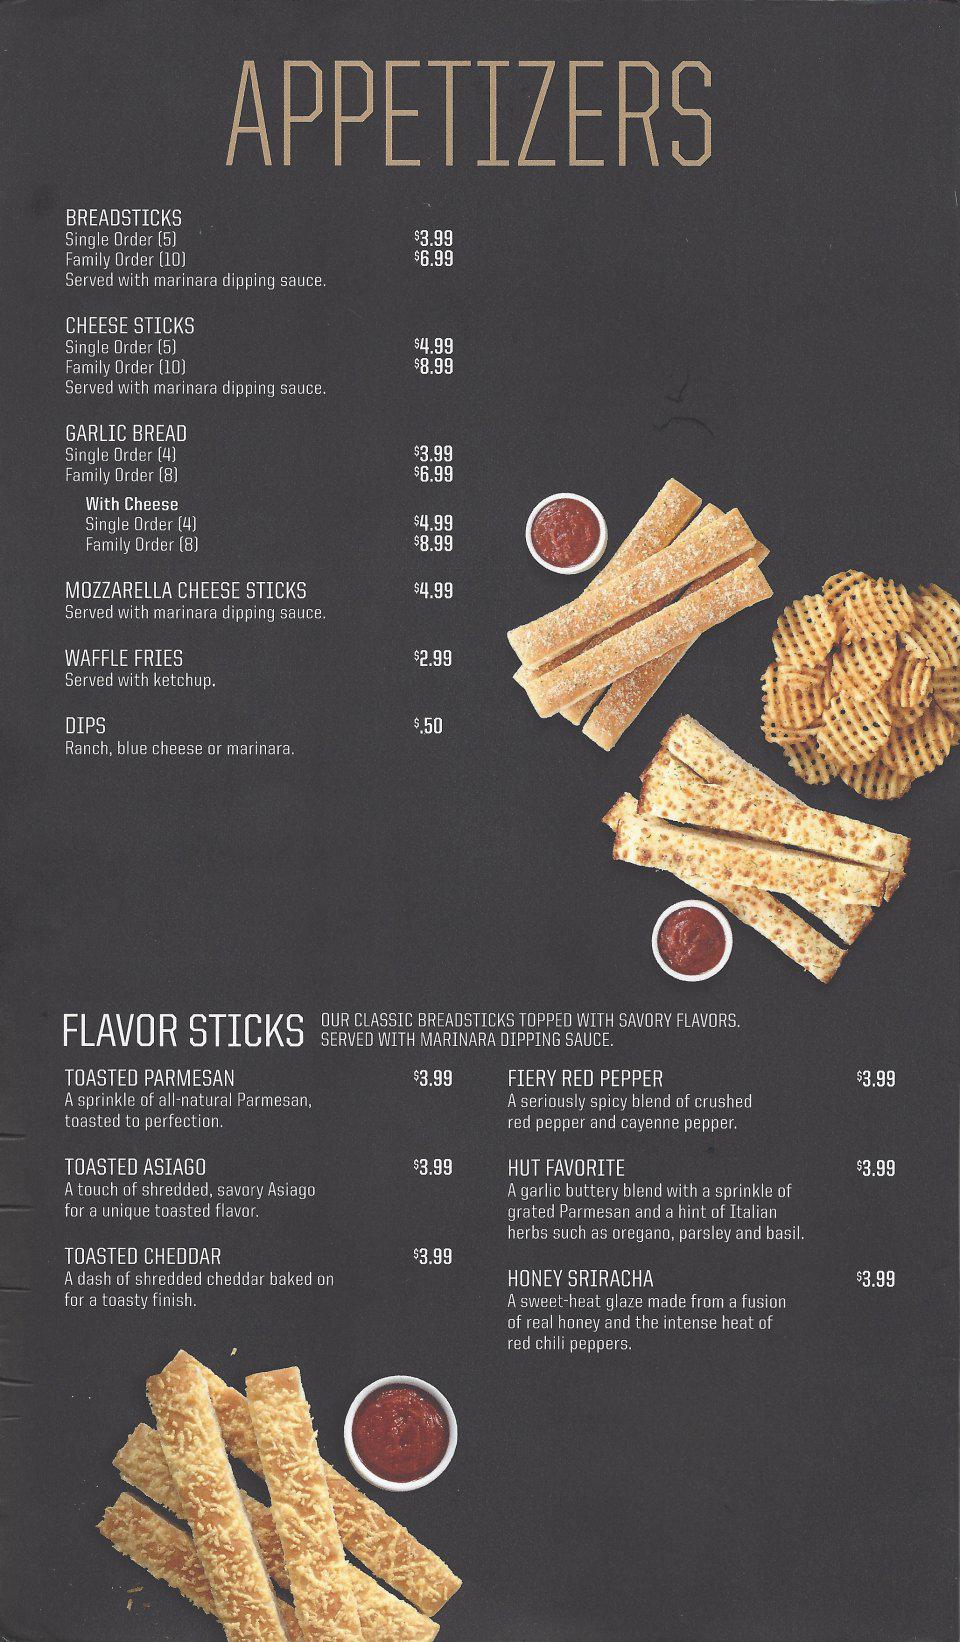 APPETIZERS
BREADSTICKS
Single Order (5) $3.99
Family Order (10) $6.99
Served with marinara dipping sauce.
CHEESE STICKS
Single Order (5) $4.99
Family Order (10) $8.99
Served with marinara dipping sauce.
GARLIC BREAD
Single Order (4) $3.99
Family Order (8) $6.99
With Cheese
Single Order (4) $4.99
Family Order (8) $8.99
MOZZARELLA CHEESE STICKS $4.99
Served with marinara dipping sauce.
WAFFLE FRIES $2.99
Served with ketchup.
DIPS $.50
Ranch, blue cheese or marinara.
FLAVOR STICKS
OUR CLASSIC BREADSTICKS TOPPED WITH SAVORY FLAVORS.
SERVED WITH MARINARA DIPPING SAUCE.
TOASTED PARMESAN $3.99
A sprinkle of all-natural Parmesan,
toasted to perfection.
TOASTED ASIAGO $3.99
A touch of shredded, savory Asiago
for a unique toasted flavor.
TOASTED CHEDDAR $3.99
A dash of shredded cheddar baked on
for a toasty finish.
FIERY RED PEPPER $3.99
A seriously spicy blend of crushed
red pepper and cayenne pepper.
HUT FAVORITE $3.99
A garlic buttery blend with a sprinkle of
grated Parmesan and a hint of Italian
herbs such as oregano, parsley and basil.
HONEY SRIRACHA $3.99
A sweet-heat glaze made from a fusion
of real honey and the intense heat of
red chili peppers.